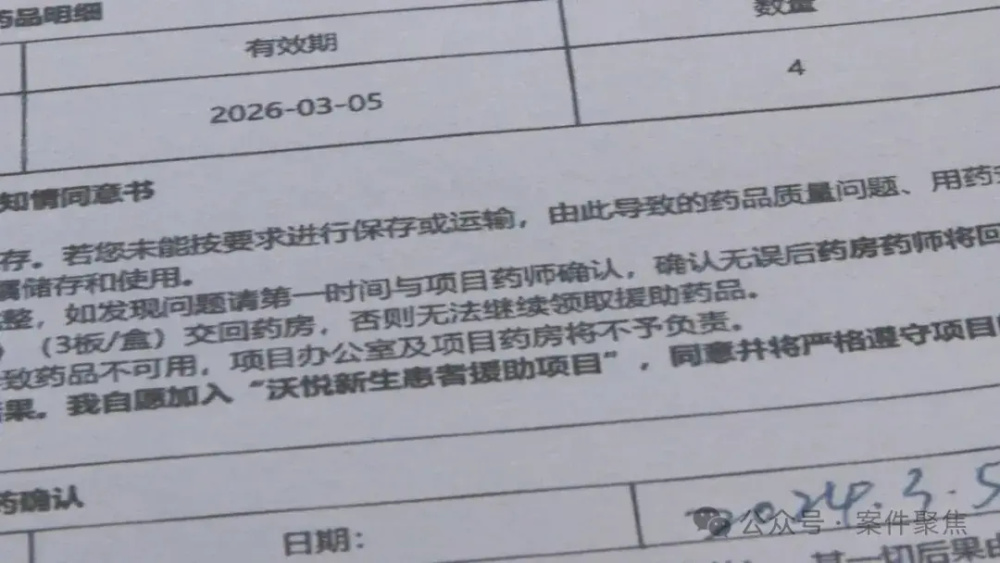 药品明细
有效期
数量
2026-03-05
4
知情同意书
存。若您未能按要求进行保存或运输，由此导致的药品质量问题、用药
属储存和使用。
整，如发现问题请第一时间与项目药师确认，确认无误后药房药师将回
）（3板/盒）交回药房，否则无法继续领取援助药品。
致药品不可用，项目办公室及项目药房将不予负责。
果。我自愿加入“沃悦新生患者援助项目”，同意并将严格遵守项目
药确认
日期：
2024.3.5
公众号·案件聚焦
其一切后果由